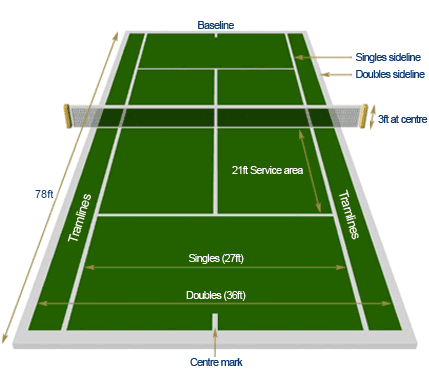 Baseline
Singles sideline
Doubles sideline
3ft at centre
21ft Service area
78ft
Tramlines
Tramlines
Singles (27ft)
Doubles (36ft)
Centre mark